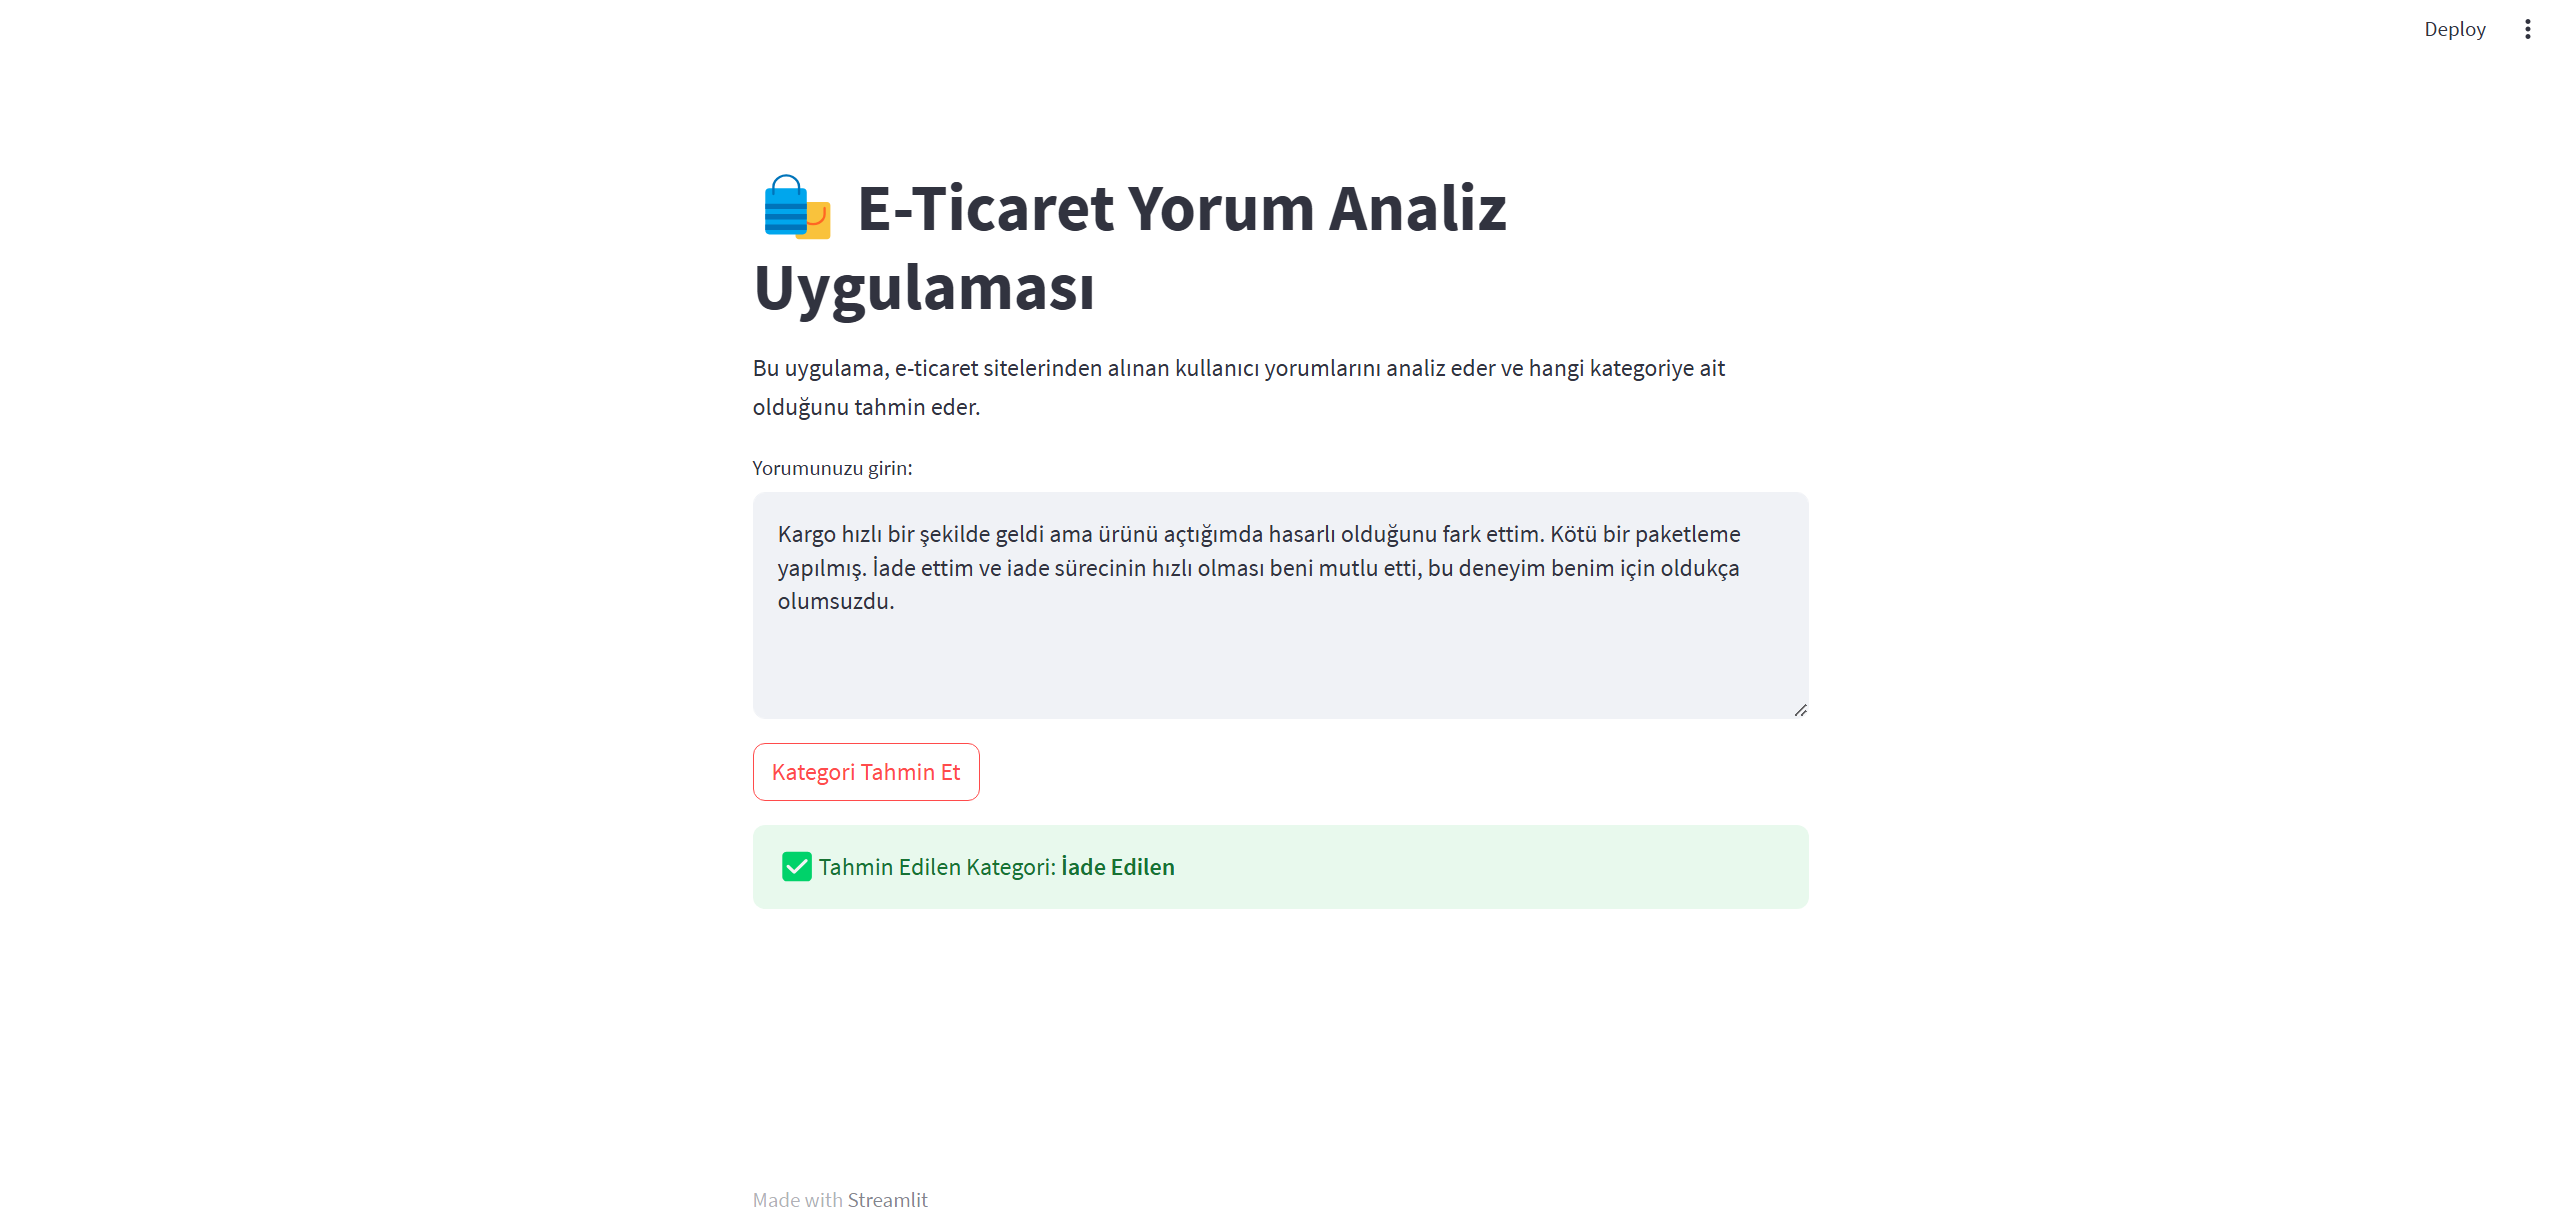 Deploy
E-Ticaret Yorum Analiz
Uygulaması
Bu uygulama, e-ticaret sitelerinden alınan kullanıcı yorumlarını analiz eder ve hangi kategoriye ait
olduğunu tahmin eder.
Yorumunuzu girin:
Kargo hızlı bir şekilde geldi ama ürünü açtığımda hasarlı olduğunu fark ettim. Kötü bir paketleme
yapılmış. İade ettim ve iade sürecinin hızlı olması beni mutlu etti, bu deneyim benim için oldukça
olumsuzdu.
Kategori Tahmin Et
Tahmin Edilen Kategori: İade Edilen
Made with Streamlit